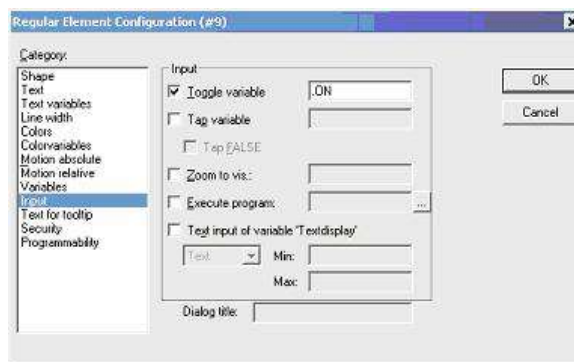 Regular Element Configuration (#9)
Category:
Shape
Text
Text variables
Line width
Colors
Colorvariables
Motion absolute
Motion relative
Variables
Input
Text for tooltip
Security
Programmability
Input
Toggle variable .ON
Tap variable
Tap FALSE
Zoom to vis.:
Execute program: ...
Text input of variable 'Textdisplay'
Text Min:
Max:
Dialog title:
OK
Cancel